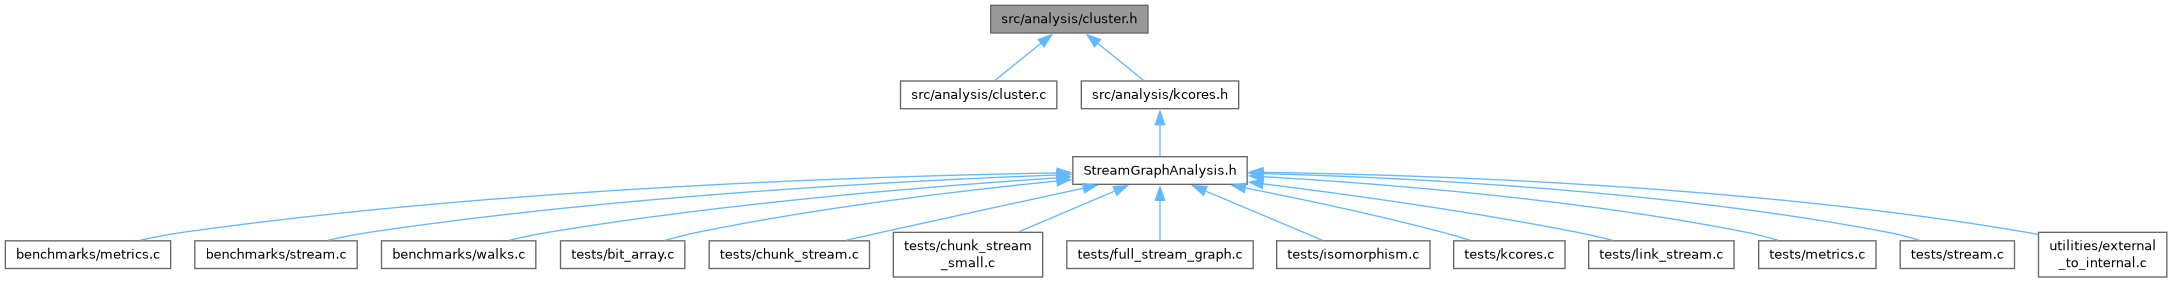 src/analysis/cluster.h
src/analysis/cluster.c
src/analysis/kcores.h
StreamGraphAnalysis.h
benchmarks/metrics.c
benchmarks/stream.c
benchmarks/walks.c
tests/bit_array.c
tests/chunk_stream.c
tests/chunk_stream
_small.c
tests/full_stream_graph.c
tests/isomorphism.c
tests/kcores.c
tests/link_stream.c
tests/metrics.c
tests/stream.c
utilities/external
_to_internal.c